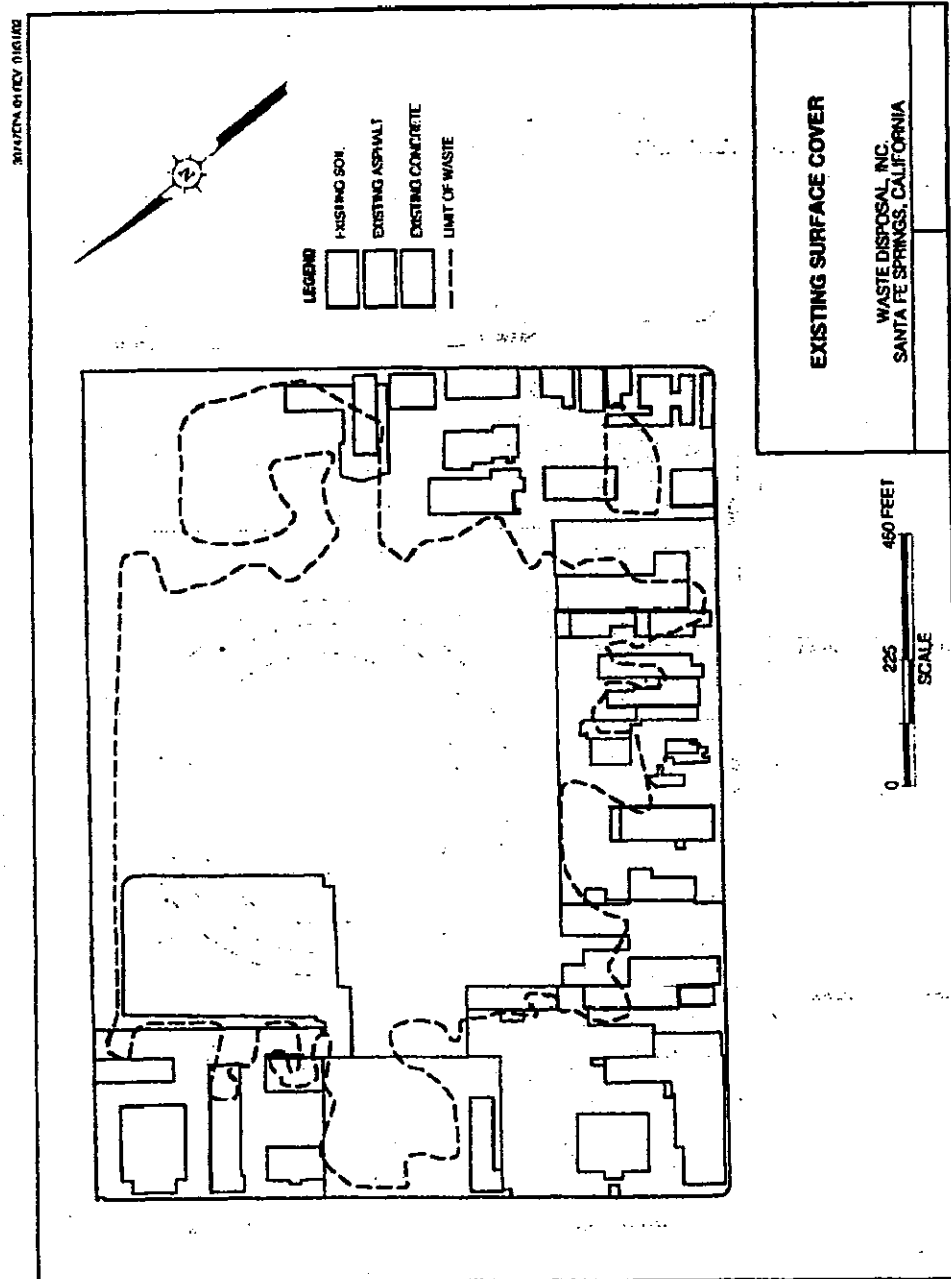 N
LEGEND
EXISTING SOIL
EXISTING ASPHALT
EXISTING CONCRETE
LIMIT OF WASTE
0 225 450 FEET
SCALE
EXISTING SURFACE COVER
WASTE DISPOSAL, INC.
SANTA FE SPRINGS, CALIFORNIA